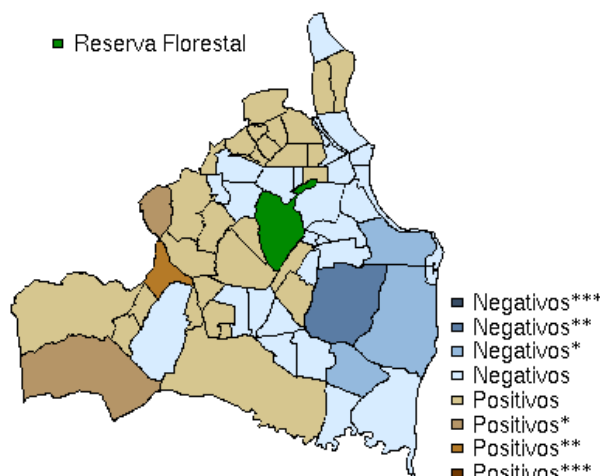 Reserva Florestal
Negativos***
Negativos**
Negativos*
Negativos
Positivos
Positivos*
Positivos**
Positivos***